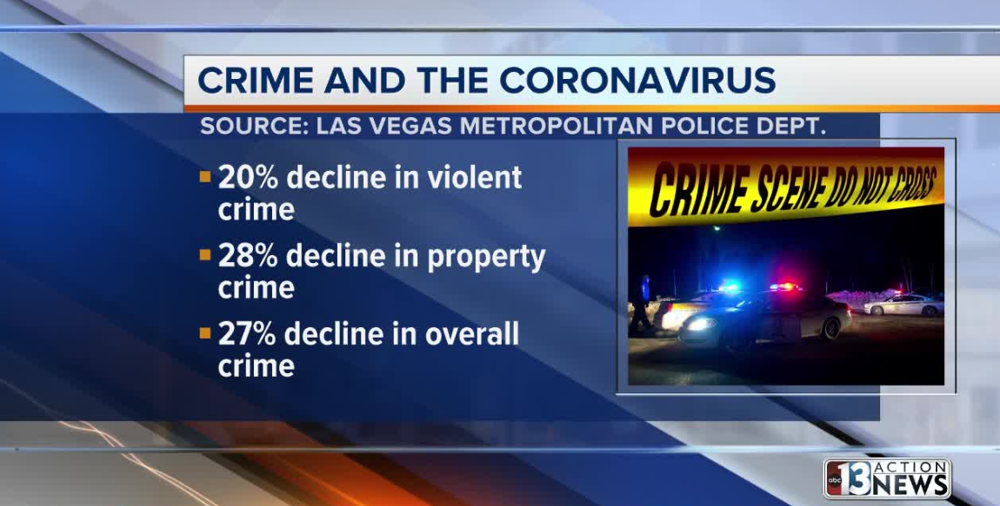 CRIME AND THE CORONAVIRUS
SOURCE: LAS VEGAS METROPOLITAN POLICE DEPT.
20% decline in violent
crime
28% decline in property
crime
27% decline in overall
crime
CRIME SCENE DO NOT CROSS
abc 13 ACTION
NEWS